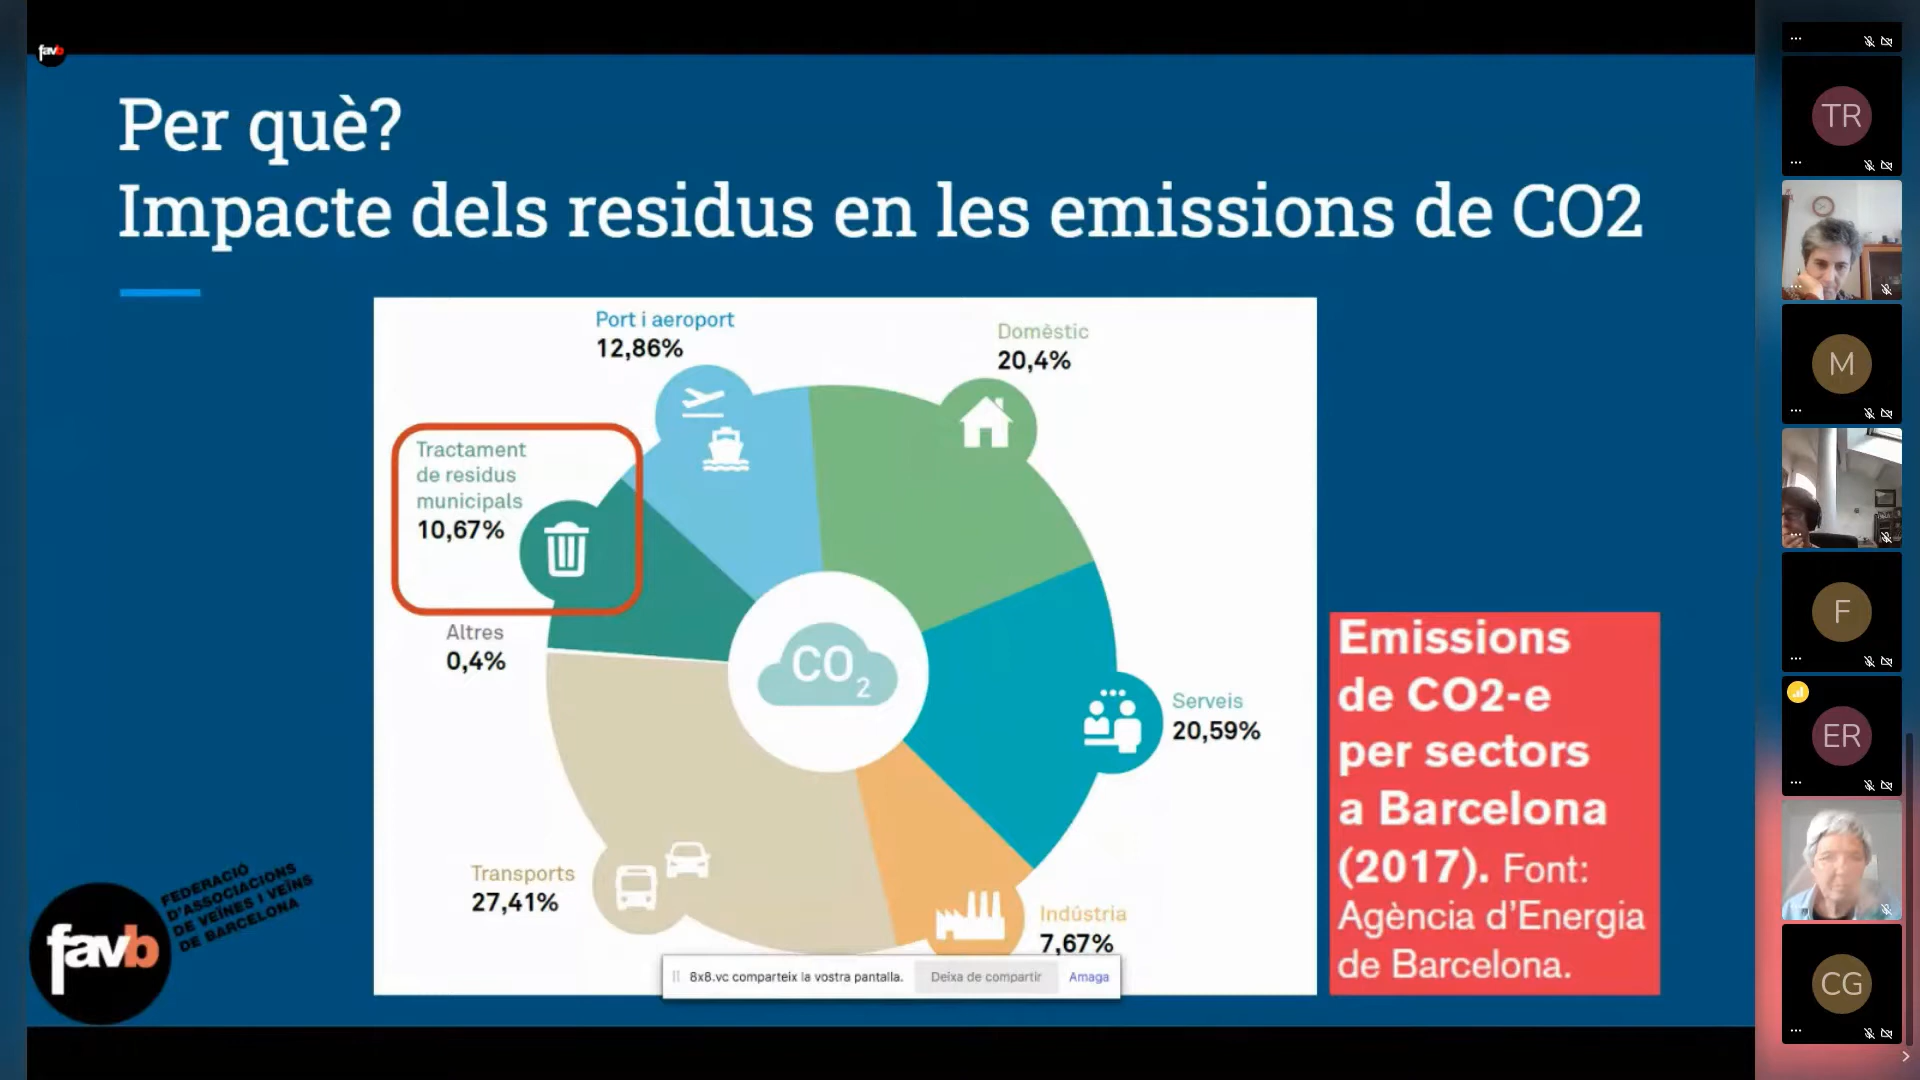 favb
Per què?
Impacte dels residus en les emissions de CO2
Port i aeroport
12,86%
Domèstic
20,4%
Tractament
de residus
municipals
10,67%
Altres
0,4%
CO2
Serveis
20,59%
Transports
27,41%
Indústria
7,67%
Emissions
de CO2-e
per sectors
a Barcelona
(2017). Font:
Agència d'Energia
de Barcelona.
favb
FEDERACIÓ
D'ASSOCIACIONS
DE VEÏNES I VEÏNS
DE BARCELONA
8x8.vc comparteix la vostra pantalla.
Deixa de compartir
Amaga
TR
M
F
ER
CG